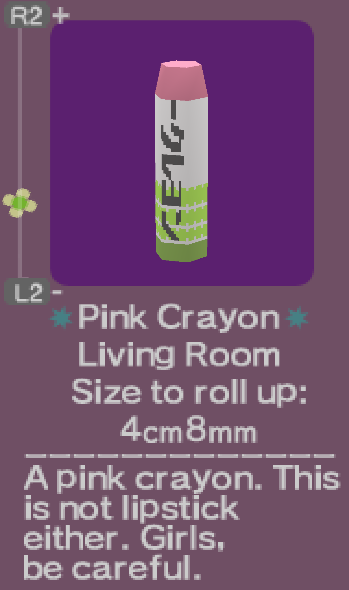 R2 +
L2 -
Pink Crayon
Living Room
Size to roll up:
4cm8mm
A pink crayon. This
is not lipstick
either. Girls,
be careful.